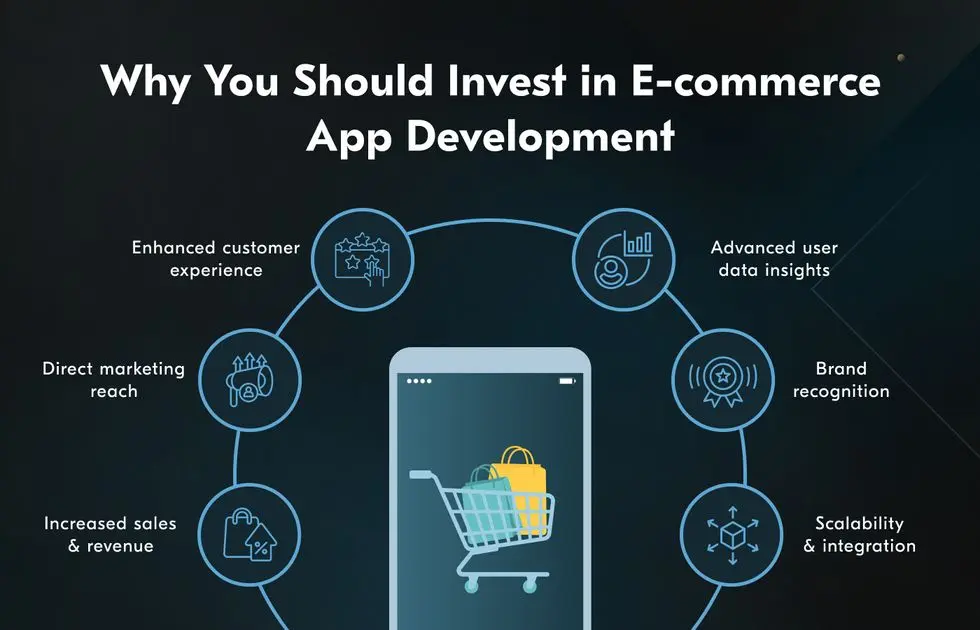 Why You Should Invest in E-commerce
App Development
Enhanced customer
experience
Advanced user
data insights
Direct marketing
reach
Brand
recognition
Increased sales
& revenue
Scalability
& integration
%